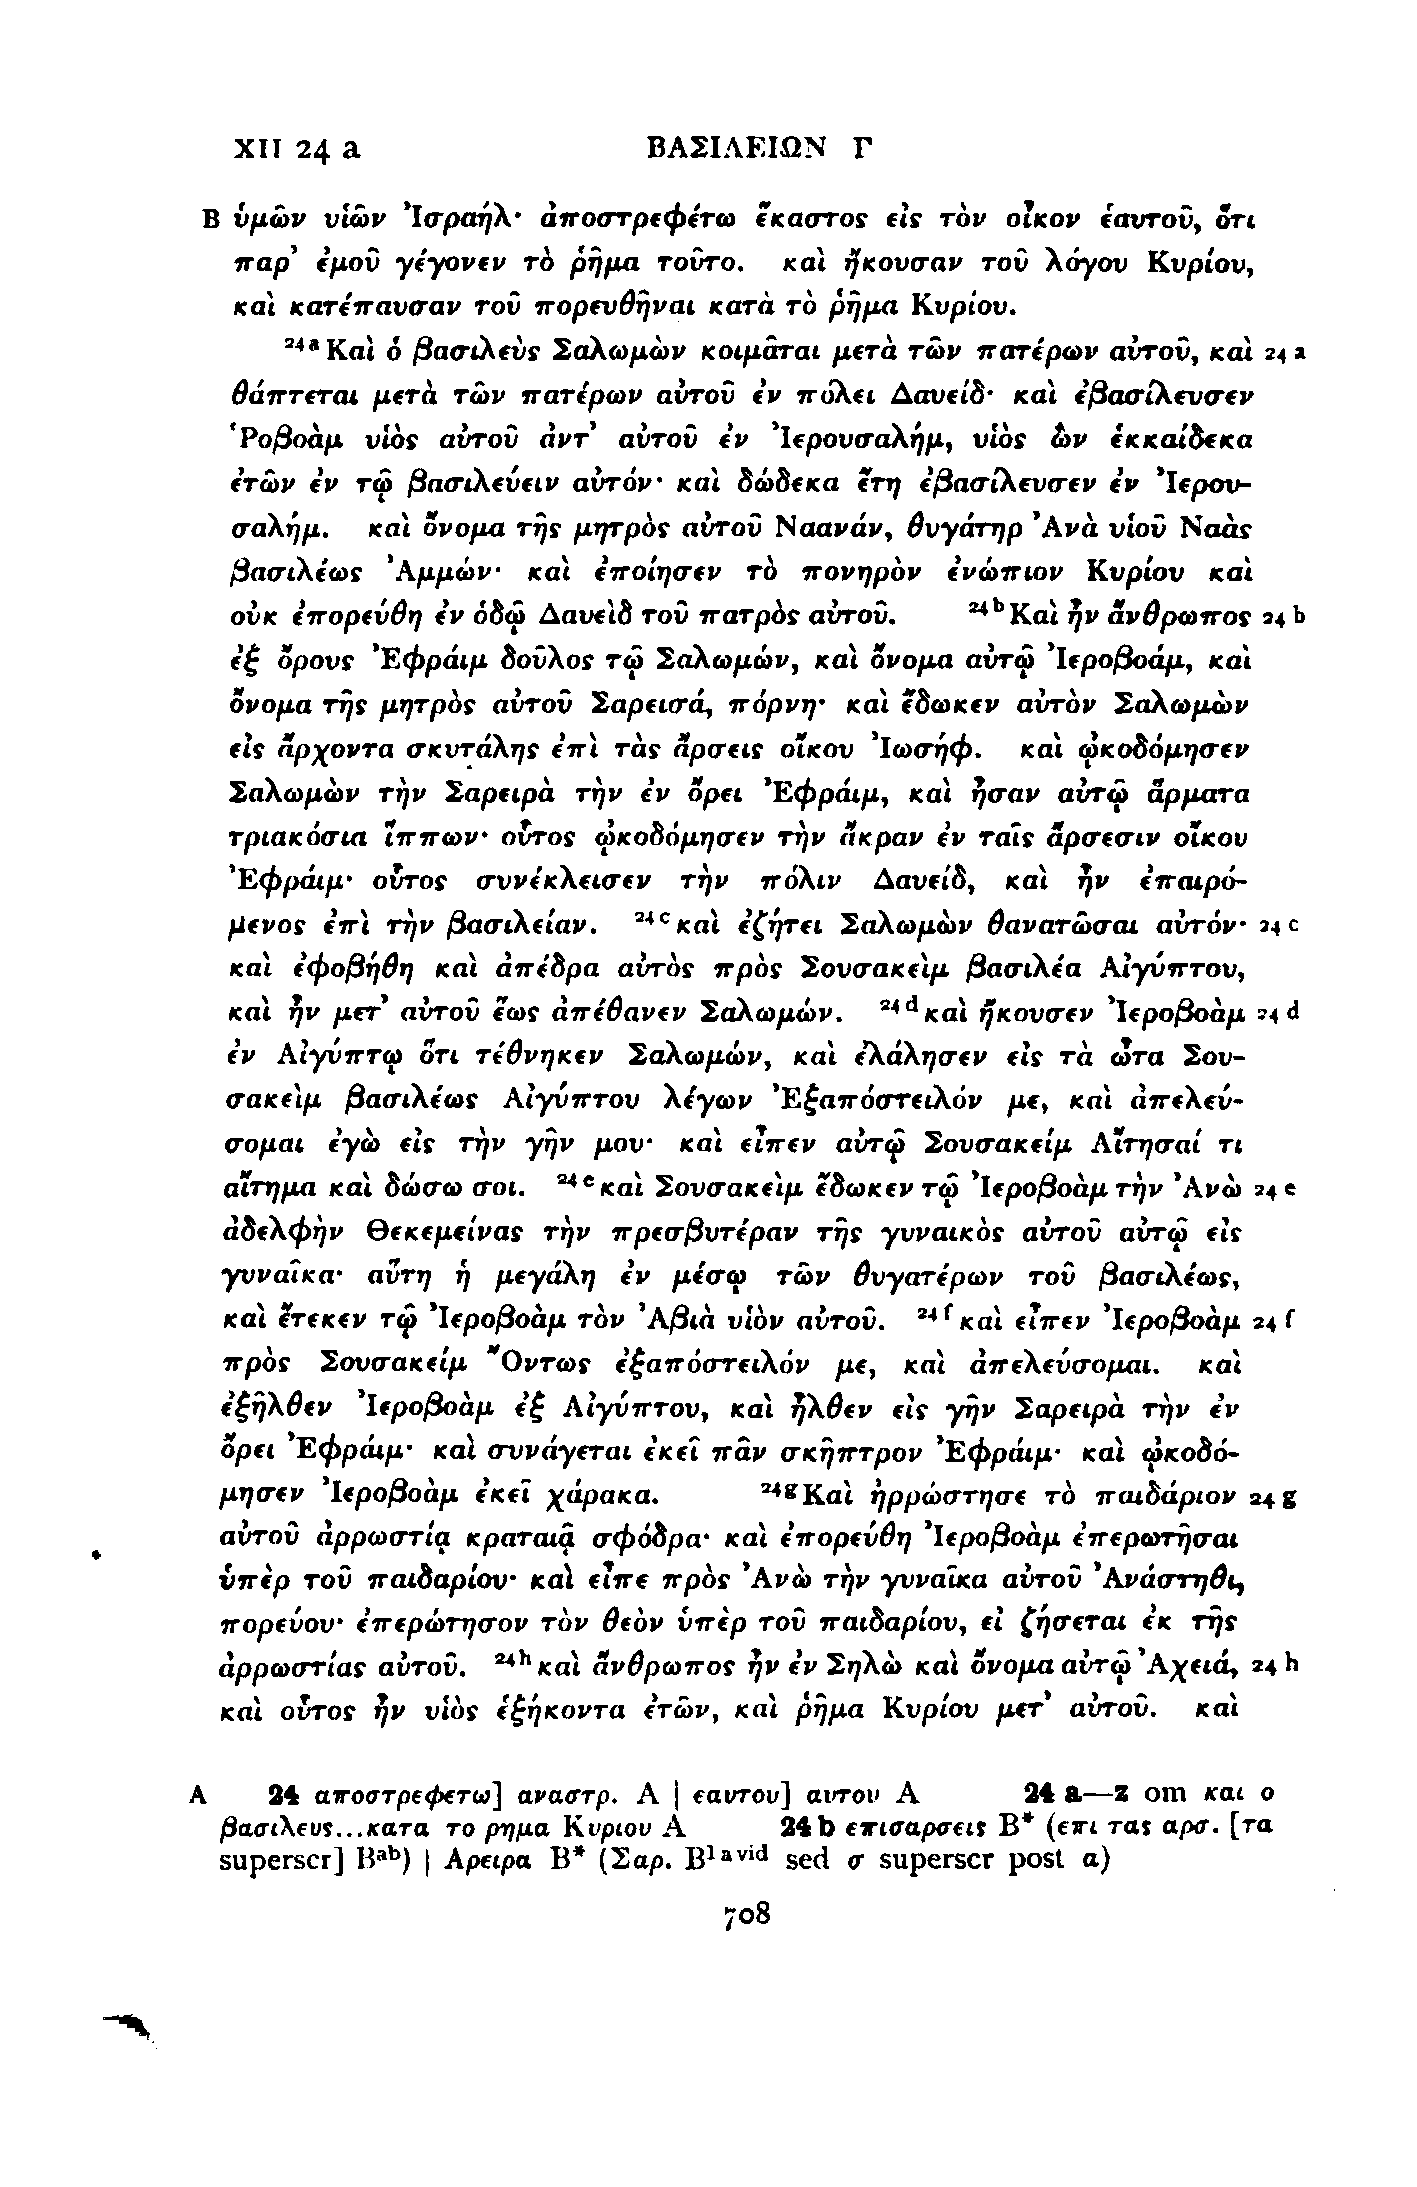 XII 24 a ΒΑΣΙΛΕΙΩΝ Γ
B ὑμῶν υἱῶν Ἰσραήλ· ἀποστρεφέτω ἕκαστος εἰς τὸν οἶκον ἑαυτοῦ, ὅτι
παρ’ ἐμοῦ γέγονεν τὸ ῥῆμα τοῦτο. καὶ ἤκουσαν τοῦ λόγου Κυρίου,
καὶ κατέπαυσαν τοῦ πορευθῆναι κατὰ τὸ ῥῆμα Κυρίου.
24a Καὶ ὁ βασιλεὺς Σαλωμὼν κοιμᾶται μετὰ τῶν πατέρων αὐτοῦ, καὶ 24 a
θάπτεται μετὰ τῶν πατέρων αὐτοῦ ἐν πόλει Δαυείδ· καὶ ἐβασίλευσεν
Ῥοβοὰμ υἱὸς αὐτοῦ ἀντ’ αὐτοῦ ἐν Ἰερουσαλήμ, υἱὸς ὢν ἑκκαίδεκα
ἐτῶν ἐν τῷ βασιλεύειν αὐτόν· καὶ δώδεκα ἔτη ἐβασίλευσεν ἐν Ἰερου-
σαλήμ. καὶ ὄνομα τῆς μητρὸς αὐτοῦ Ναανάν, θυγάτηρ Ἀνὰ υἱοῦ Ναὰς
βασιλέως Ἀμμών· καὶ ἐποίησεν τὸ πονηρὸν ἐνώπιον Κυρίου καὶ
οὐκ ἐπορεύθη ἐν ὁδῷ Δαυεὶδ τοῦ πατρὸς αὐτοῦ. 24b Καὶ ἦν ἄνθρωπος 24 b
ἐξ ὄρους Ἐφράιμ δοῦλος τῷ Σαλωμών, καὶ ὄνομα αὐτῷ Ἰεροβοάμ, καὶ
ὄνομα τῆς μητρὸς αὐτοῦ Σαρεισά, πόρνη· καὶ ἔδωκεν αὐτὸν Σαλωμὼν
εἰς ἄρχοντα σκυτάλης ἐπὶ τὰς ἄρσεις οἴκου Ἰωσήφ. καὶ ᾠκοδόμησεν
Σαλωμὼν τὴν Σαρειρὰ τὴν ἐν ὄρει Ἐφράιμ, καὶ ἦσαν αὐτῷ ἅρματα
τριακόσια ἵππων· οὗτος ᾠκοδόμησεν τὴν ἄκραν ἐν ταῖς ἄρσεσιν οἴκου
Ἐφράιμ· οὗτος συνέκλεισεν τὴν πόλιν Δαυείδ, καὶ ἦν ἐπαιρό-
μενος ἐπὶ τὴν βασιλείαν. 24c καὶ ἐζήτει Σαλωμὼν θανατῶσαι αὐτόν· 24 c
καὶ ἐφοβήθη καὶ ἀπέδρα αὐτὸς πρὸς Σουσακεὶμ βασιλέα Αἰγύπτου,
καὶ ἦν μετ’ αὐτοῦ ἕως ἀπέθανεν Σαλωμών. 24d καὶ ἤκουσεν Ἰεροβοὰμ 24 d
ἐν Αἰγύπτῳ ὅτι τέθνηκεν Σαλωμών, καὶ ἐλάλησεν εἰς τὰ ὦτα Σου-
σακεὶμ βασιλέως Αἰγύπτου λέγων Ἐξαπόστειλόν με, καὶ ἀπελεύ-
σομαι ἐγὼ εἰς τὴν γῆν μου· καὶ εἶπεν αὐτῷ Σουσακείμ Αἴτησαί τι
αἴτημα καὶ δώσω σοι. 24e καὶ Σουσακεὶμ ἔδωκεν τῷ Ἰεροβοὰμ τὴν Ἀνὼ 24 e
ἀδελφὴν Θεκεμείνας τὴν πρεσβυτέραν τῆς γυναικὸς αὐτοῦ αὐτῷ εἰς
γυναῖκα· αὕτη ἡ μεγάλη ἐν μέσῳ τῶν θυγατέρων τοῦ βασιλέως,
καὶ ἔτεκεν τῷ Ἰεροβοὰμ τὸν Ἀβιὰ υἱὸν αὐτοῦ. 24f καὶ εἶπεν Ἰεροβοὰμ 24 f
πρὸς Σουσακείμ Ὄντως ἐξαπόστειλόν με, καὶ ἀπελεύσομαι. καὶ
ἐξῆλθεν Ἰεροβοὰμ ἐξ Αἰγύπτου, καὶ ἦλθεν εἰς γῆν Σαρειρὰ τὴν ἐν
ὄρει Ἐφράιμ· καὶ συνάγεται ἐκεῖ πᾶν σκῆπτρον Ἐφράιμ· καὶ ᾠκοδό-
μησεν Ἰεροβοὰμ ἐκεῖ χάρακα. 24g Καὶ ἠρρώστησε τὸ παιδάριον 24 g
αὐτοῦ ἀρρωστίᾳ κραταιᾷ σφόδρα· καὶ ἐπορεύθη Ἰεροβοὰμ ἐπερωτῆσαι
ὑπὲρ τοῦ παιδαρίου· καὶ εἶπε πρὸς Ἀνὼ τὴν γυναῖκα αὐτοῦ Ἀνάστηθι,
πορεύου· ἐπερώτησον τὸν θεὸν ὑπὲρ τοῦ παιδαρίου, εἰ ζήσεται ἐκ τῆς
ἀρρωστίας αὐτοῦ. 24h καὶ ἄνθρωπος ἦν ἐν Σηλὼ καὶ ὄνομα αὐτῷ Ἀχειά, 24 h
καὶ οὗτος ἦν υἱὸς ἑξήκοντα ἐτῶν, καὶ ῥῆμα Κυρίου μετ’ αὐτοῦ. καὶ
A 24 αποστρεφετω] αναστρ. A | εαυτου] αυτου A 24 a—z om και ο
βασιλευς...κατα το ρημα Κυριου A 24 b επισαρσεις B* (επι τας αρσ. [τα
superscr] Bab) | Αρειρα B* (Σαρ. B1 a vid sed σ superscr post α)
708